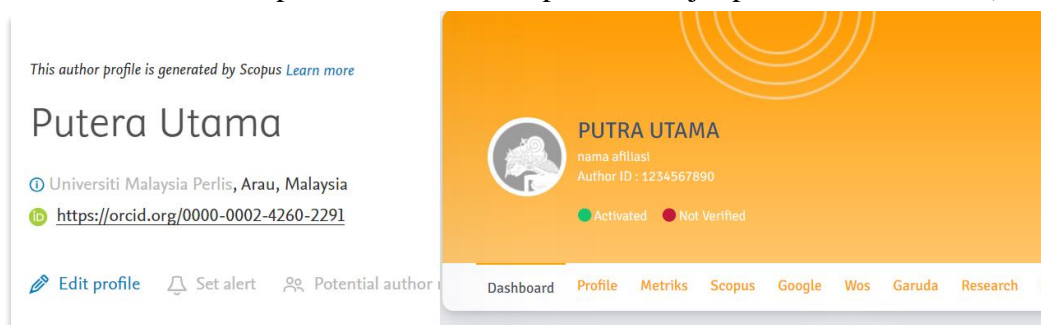 This author profile is generated by Scopus Learn more
Putera Utama
Universiti Malaysia Perlis, Arau, Malaysia
https://orcid.org/0000-0002-4260-2291
Edit profile Set alert Potential author
PUTRA UTAMA
nama afiliasi
Author ID : 1234567890
Activated Not Verified
Dashboard Profile Metriks Scopus Google Wos Garuda Research